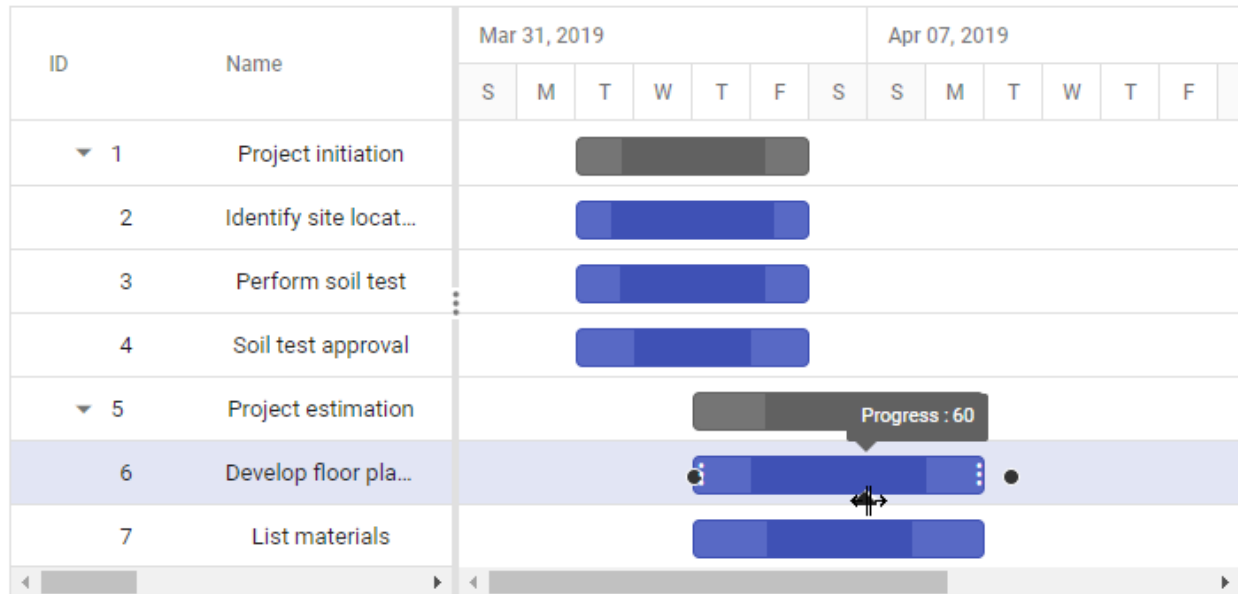 ID Name Mar 31, 2019 Apr 07, 2019
S M T W T F S S M T W T F
1 Project initiation
2 Identify site locat...
3 Perform soil test
4 Soil test approval
5 Project estimation
Progress : 60
6 Develop floor pla...
7 List materials